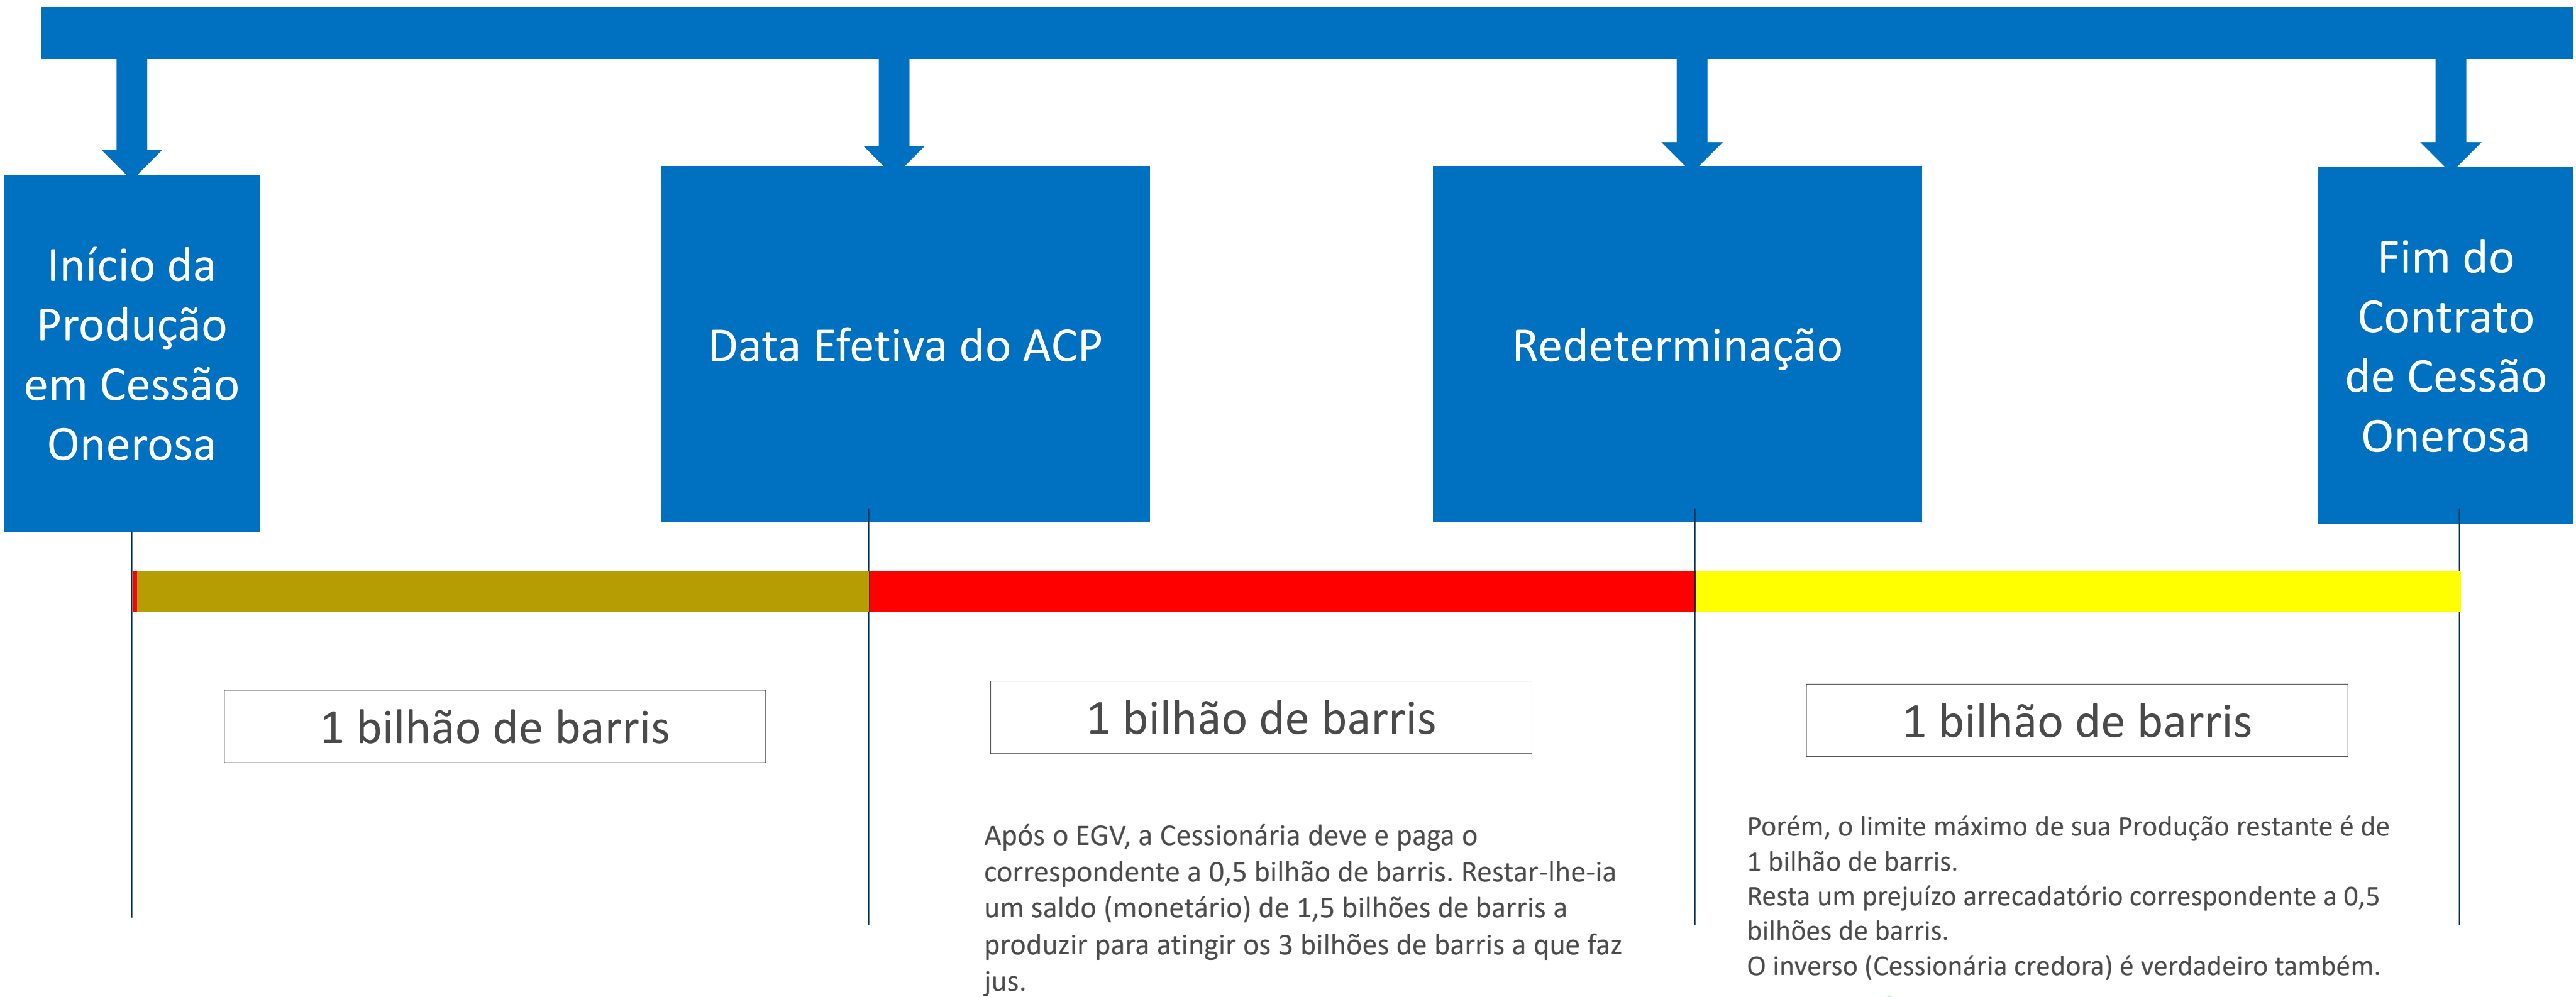 Início da
Produção
em Cessão
Onerosa
Data Efetiva do ACP
Redeterminação
Fim do
Contrato
de Cessão
Onerosa
1 bilhão de barris
1 bilhão de barris
1 bilhão de barris
Após o EGV, a Cessionária deve e paga o
correspondente a 0,5 bilhão de barris. Restar-lhe-ia
um saldo (monetário) de 1,5 bilhões de barris a
produzir para atingir os 3 bilhões de barris a que faz
jus.
Porém, o limite máximo de sua Produção restante é de
1 bilhão de barris.
Resta um prejuízo arrecadatório correspondente a 0,5
bilhões de barris.
O inverso (Cessionária credora) é verdadeiro também.